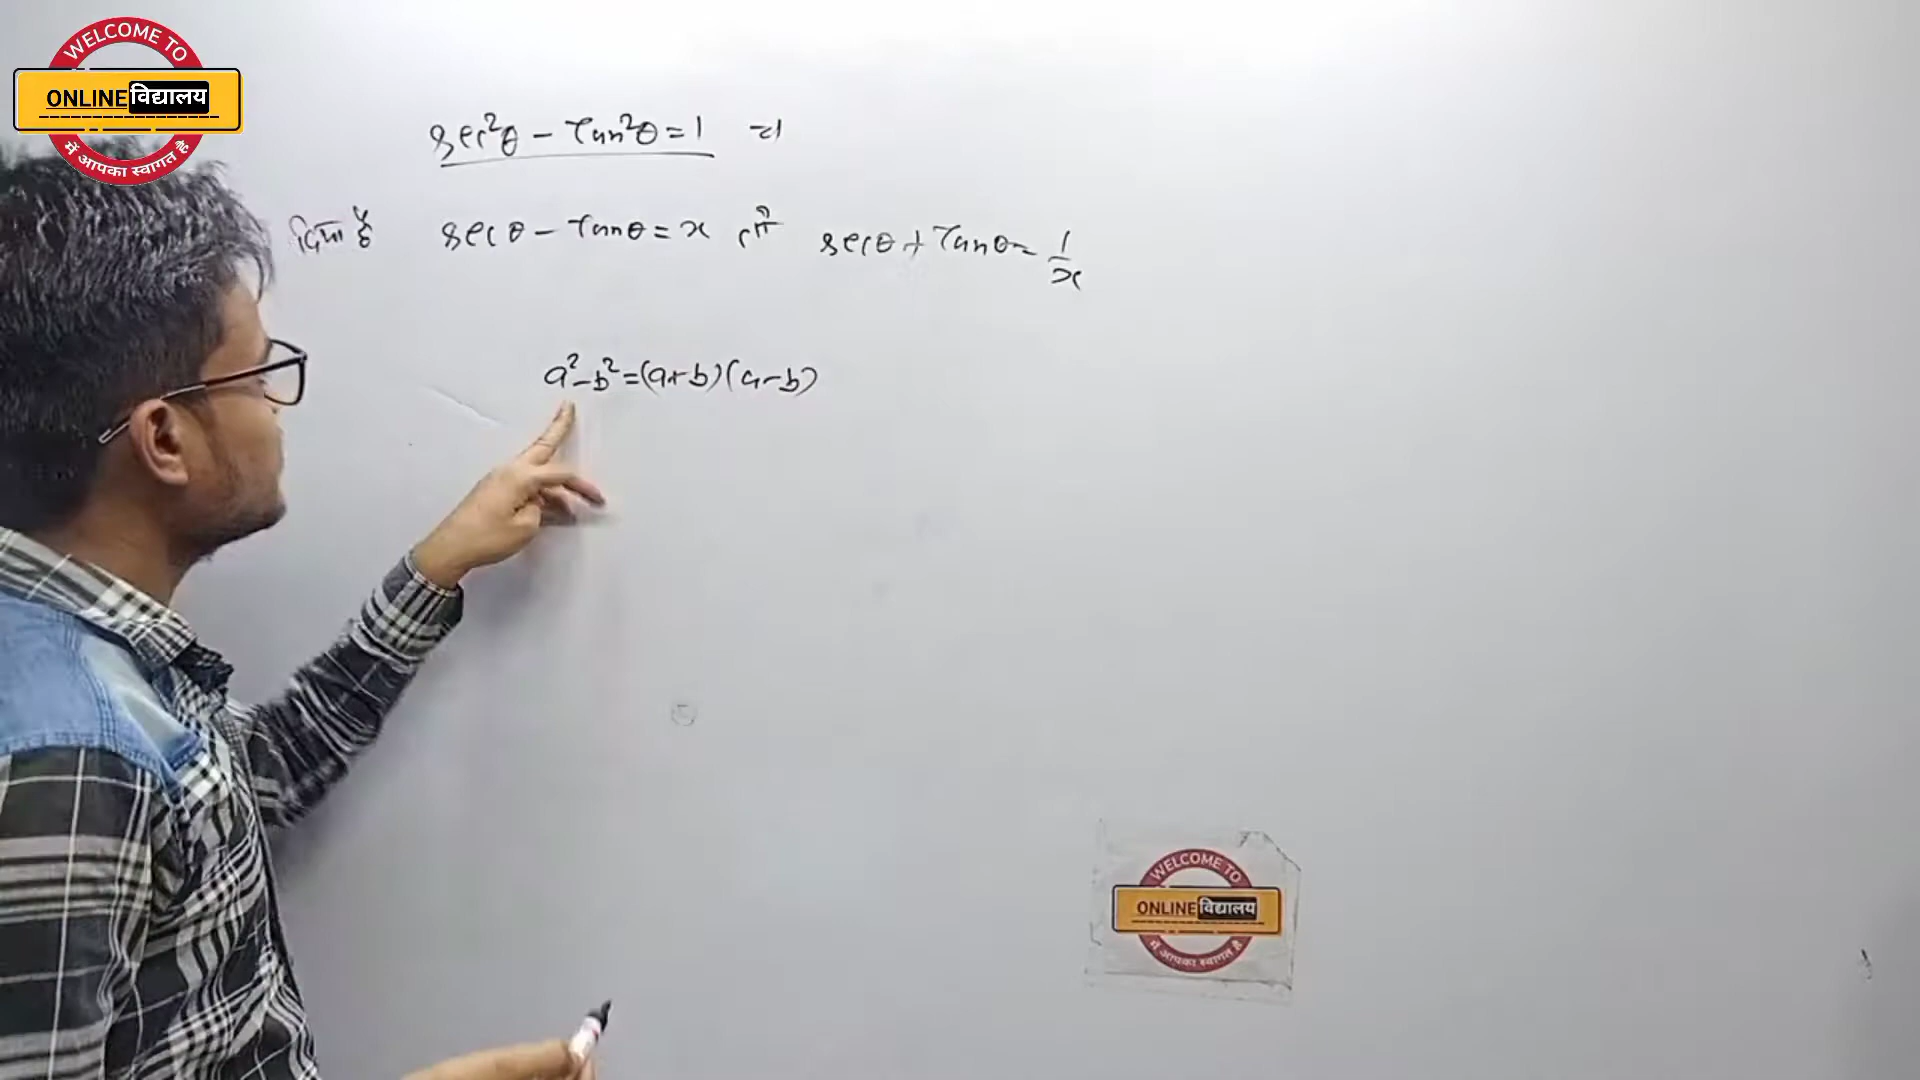 WELCOME TO
ONLINE विद्यालय
में आपका स्वागत है
sec²θ - Tan²θ = 1 या
दिया है secθ - Tanθ = x तो secθ + Tanθ = 1/x
a² - b² = (a+b)(a-b)
WELCOME TO
ONLINE विद्यालय
में आपका स्वागत है